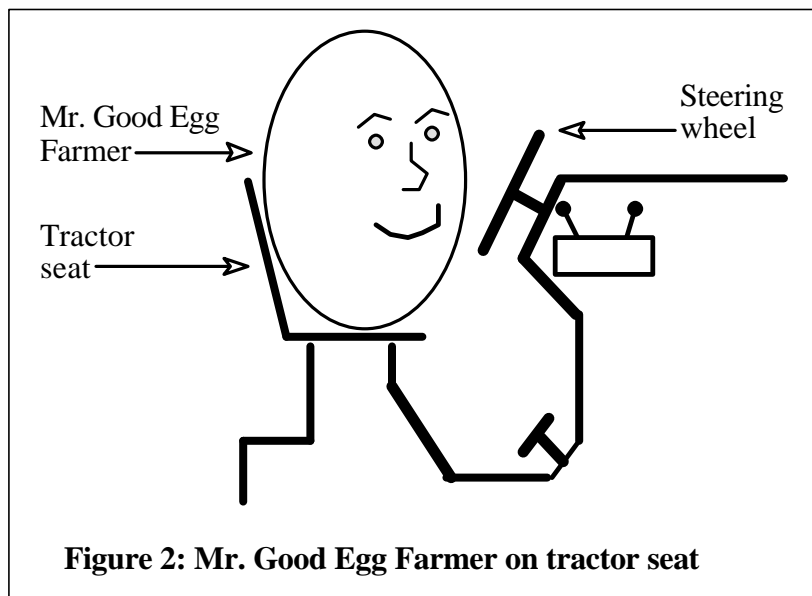 Mr. Good Egg
Farmer
Steering
wheel
Tractor
seat
Figure 2: Mr. Good Egg Farmer on tractor seat